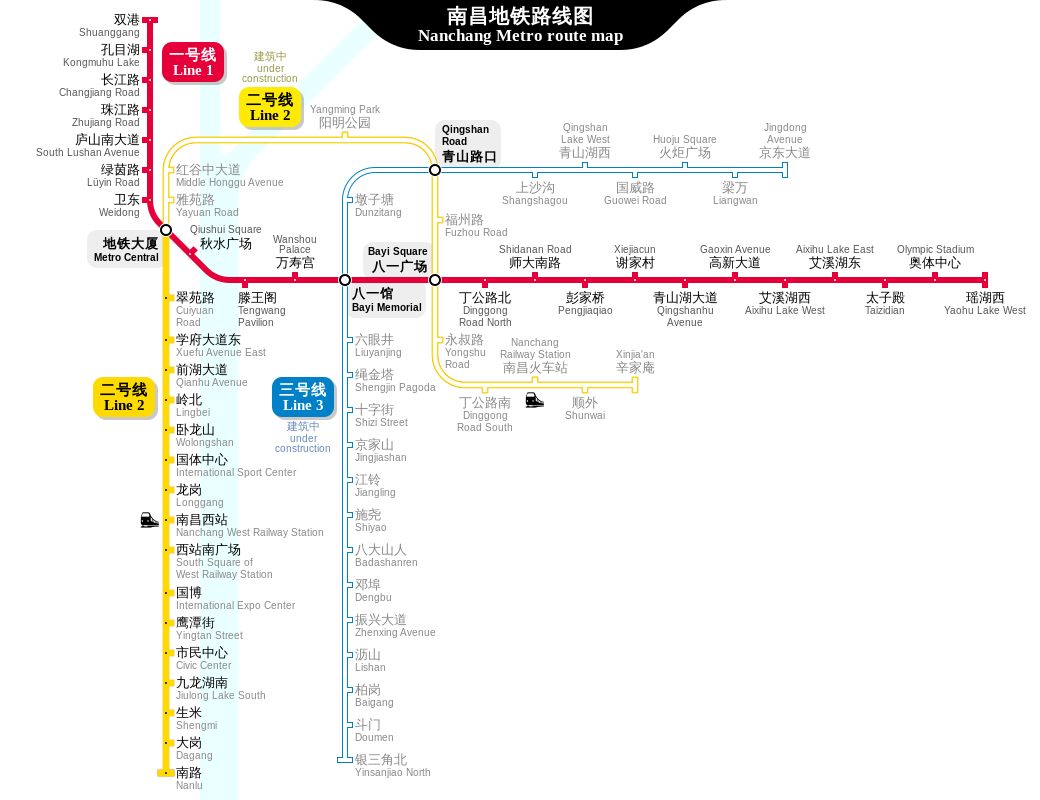 南昌地铁路线图
Nanchang Metro route map
双港
Shuanggang
孔目湖
Kongmuhu Lake
长江路
Changjiang Road
珠江路
Zhujiang Road
庐山南大道
South Lushan Avenue
绿茵路
Lüyin Road
卫东
Weidong
地铁大厦
Metro Central
一号线
Line 1
建筑中
under
construction
二号线
Line 2
Yangming Park
阳明公园
红谷中大道
Middle Honggu Avenue
雅苑路
Yayuan Road
Qiushui Square
秋水广场
Wanshou
Palace
万寿宫
滕王阁
Tengwang
Pavilion
Qingshan
Road
青山路口
Qingshan
Lake West
青山湖西
Huoju Square
火炬广场
Jingdong
Avenue
京东大道
上沙沟
Shangshagou
国威路
Guowei Road
梁万
Liangwan
墩子塘
Dunzitang
福州路
Fuzhou Road
Bayi Square
八一广场
八一馆
Bayi Memorial
Shidanan Road
师大南路
Xiejiacun
谢家村
Gaoxin Avenue
高新大道
Aixihu Lake East
艾溪湖东
Olympic Stadium
奥体中心
丁公路北
Dinggong
Road North
彭家桥
Pengjiaqiao
青山湖大道
Qingshanhu
Avenue
艾溪湖西
Aixihu Lake West
太子殿
Taizidian
瑶湖西
Yaohu Lake West
永叔路
Yongshu
Road
Nanchang
Railway Station
南昌火车站
Xinjia'an
辛家庵
丁公路南
Dinggong
Road South
顺外
Shunwai
二号线
Line 2
翠苑路
Cuiyuan
Road
学府大道东
Xuefu Avenue East
前湖大道
Qianhu Avenue
岭北
Lingbei
卧龙山
Wolongshan
国体中心
International Sport Center
龙岗
Longgang
南昌西站
Nanchang West Railway Station
西站南广场
South Square of
West Railway Station
国博
International Expo Center
鹰潭街
Yingtan Street
市民中心
Civic Center
九龙湖南
Jiulong Lake South
生米
Shengmi
大岗
Dagang
南路
Nanlu
三号线
Line 3
建筑中
under
construction
六眼井
Liuyanjing
绳金塔
Shengjin Pagoda
十字街
Shizi Street
京家山
Jingjiashan
江铃
Jiangling
施尧
Shiyao
八大山人
Badashanren
邓埠
Dengbu
振兴大道
Zhenxing Avenue
沥山
Lishan
柏岗
Baigang
斗门
Doumen
银三角北
Yinsanjiao North